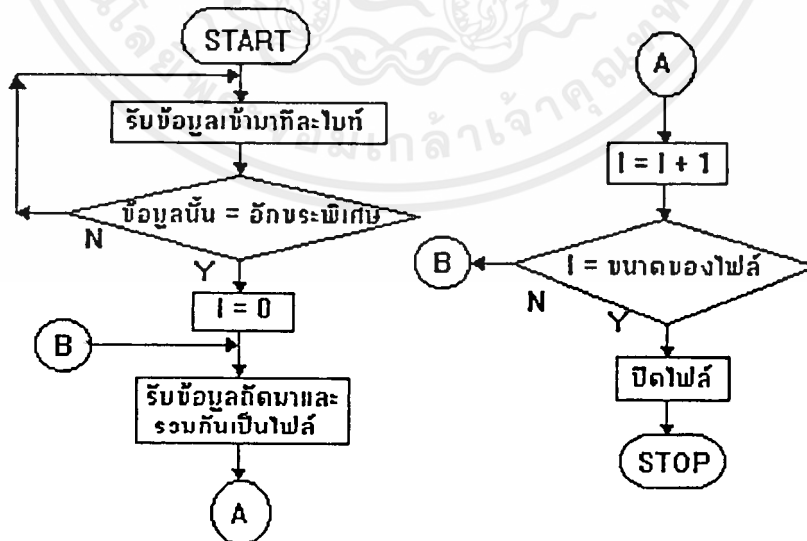 START
รับข้อมูลเข้ามาทีละไบท์
ข้อมูลนั้น = อักขระพิเศษ
N
Y
I = 0
B
รับข้อมูลถัดมาและ
รวมกันเป็นไฟล์
A
A
I = I + 1
I = ขนาดของไฟล์
B
N
Y
ปิดไฟล์
STOP